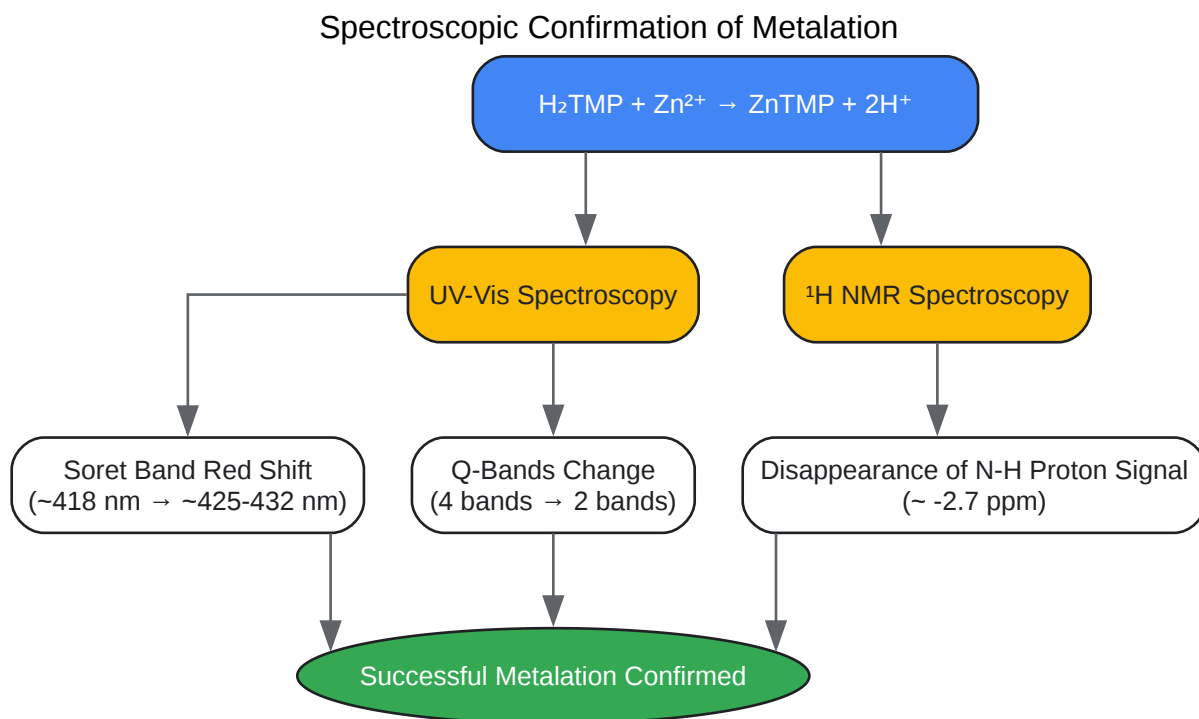 Spectroscopic Confirmation of Metalation
H₂TMP + Zn²⁺ → ZnTMP + 2H⁺
UV-Vis Spectroscopy
¹H NMR Spectroscopy
Soret Band Red Shift
(~418 nm → ~425-432 nm)
Q-Bands Change
(4 bands → 2 bands)
Disappearance of N-H Proton Signal
(~ -2.7 ppm)
Successful Metalation Confirmed